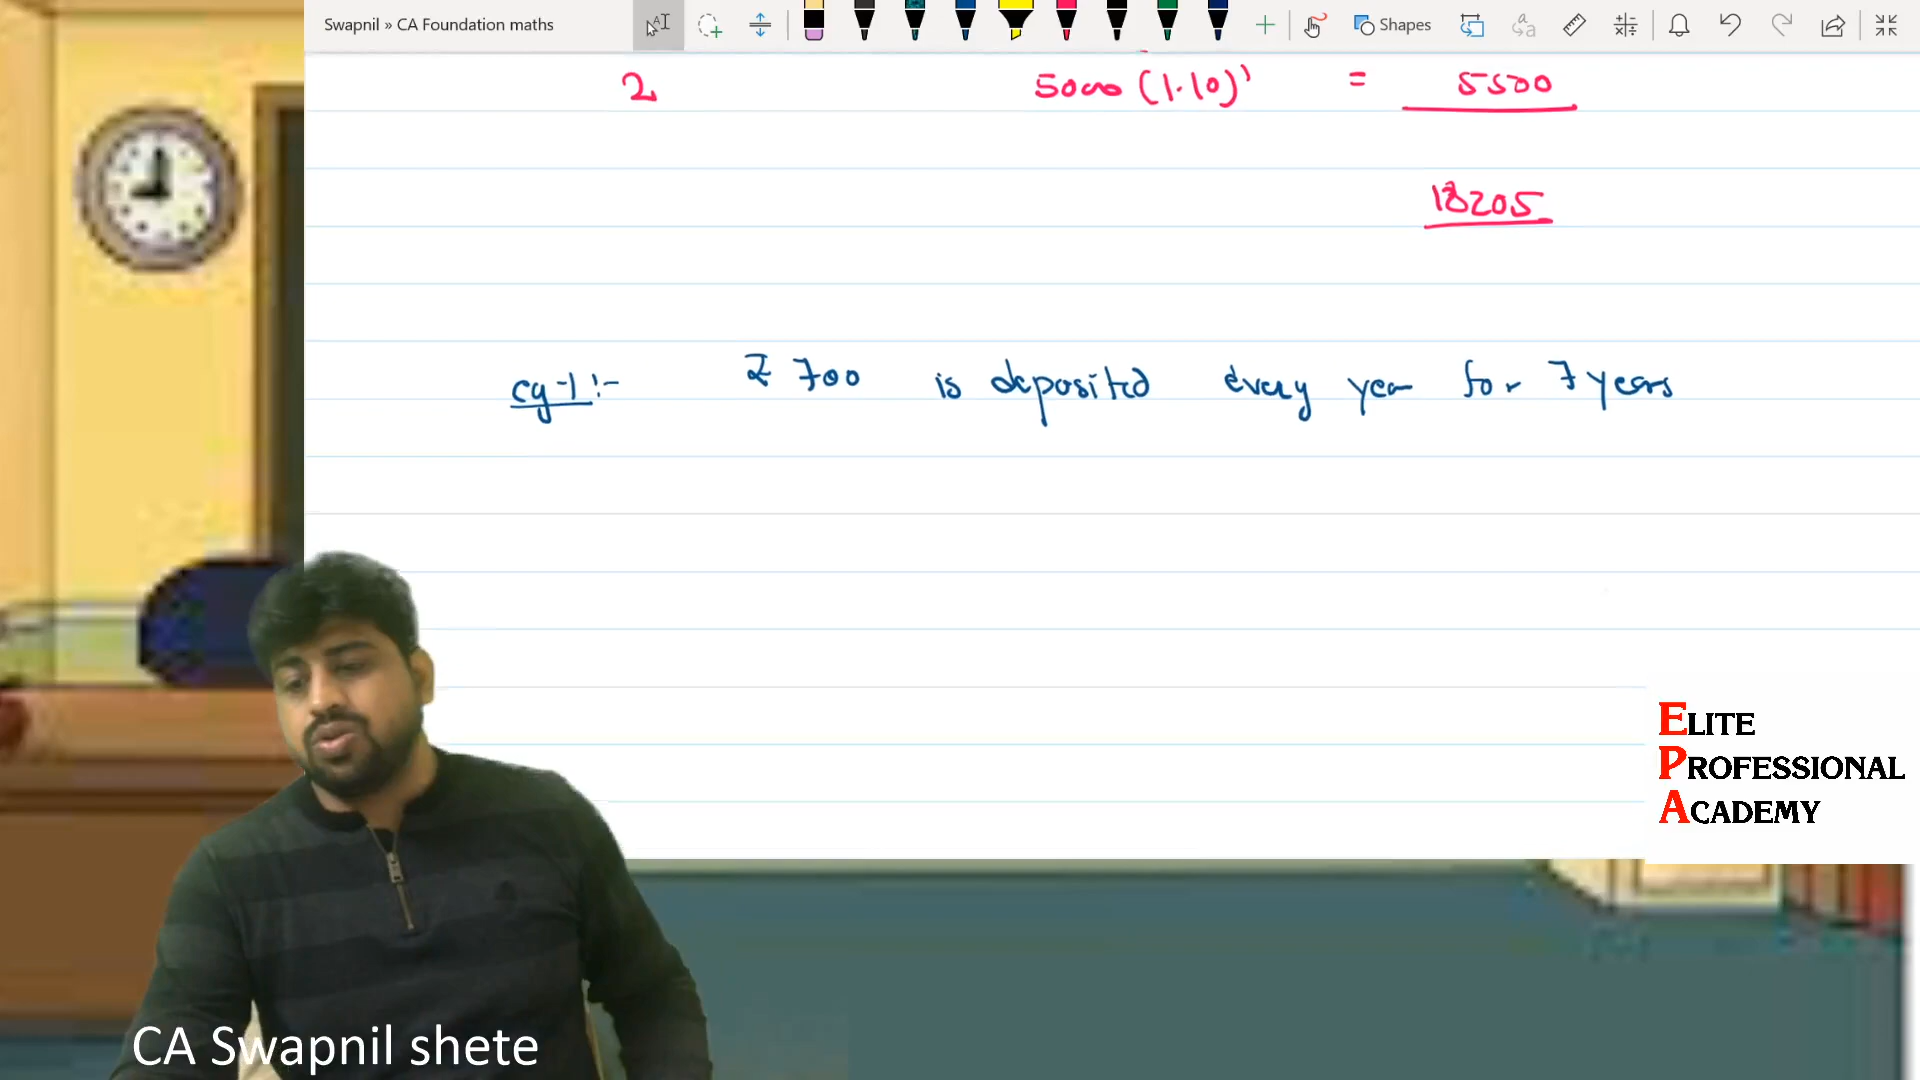 Swapnil » CA Foundation maths
Shapes
2 5000 (1.10)¹ = 5500
18205
eg-1:- ₹ 700 is deposited every year for 7 years
ELITE
PROFESSIONAL
ACADEMY
CA Swapnil shete